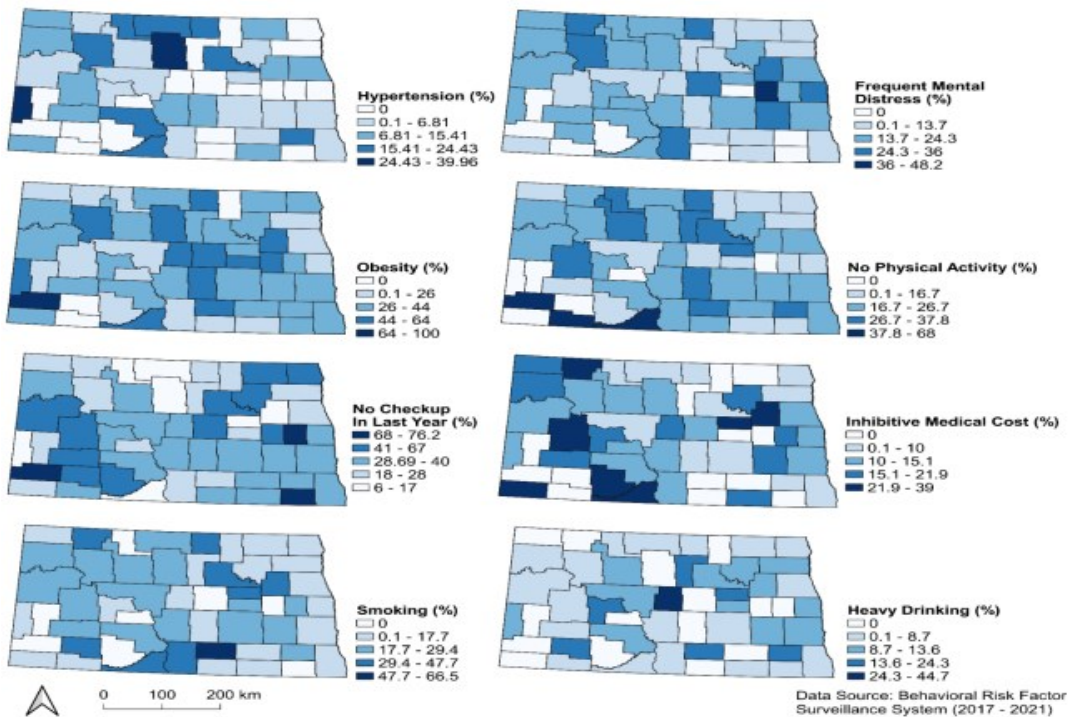 Hypertension (%)
0
0.1 - 6.81
6.81 - 15.41
15.41 - 24.43
24.43 - 39.96
Frequent Mental
Distress (%)
0
0.1 - 13.7
13.7 - 24.3
24.3 - 36
36 - 48.2
Obesity (%)
0
0.1 - 26
26 - 44
44 - 64
64 - 100
No Physical Activity (%)
0
0.1 - 16.7
16.7 - 26.7
26.7 - 37.8
37.8 - 68
No Checkup
In Last Year (%)
68 - 76.2
41 - 67
28.69 - 40
18 - 28
6 - 17
Inhibitive Medical Cost (%)
0
0.1 - 10
10 - 15.1
15.1 - 21.9
21.9 - 39
Smoking (%)
0
0.1 - 17.7
17.7 - 29.4
29.4 - 47.7
47.7 - 66.5
Heavy Drinking (%)
0
0.1 - 8.7
8.7 - 13.6
13.6 - 24.3
24.3 - 44.7
0 100 200 km
Data Source: Behavioral Risk Factor
Surveillance System (2017 - 2021)